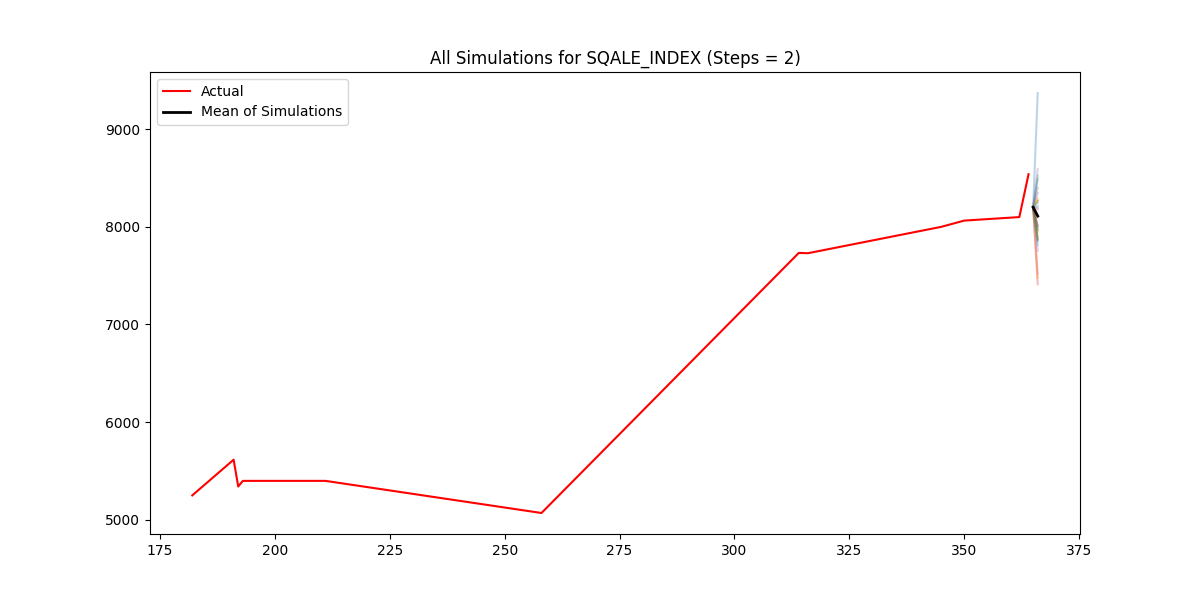 All Simulations for SQALE_INDEX (Steps = 2)
Actual
Mean of Simulations
9000
8000
7000
6000
5000
175 200 225 250 275 300 325 350 375